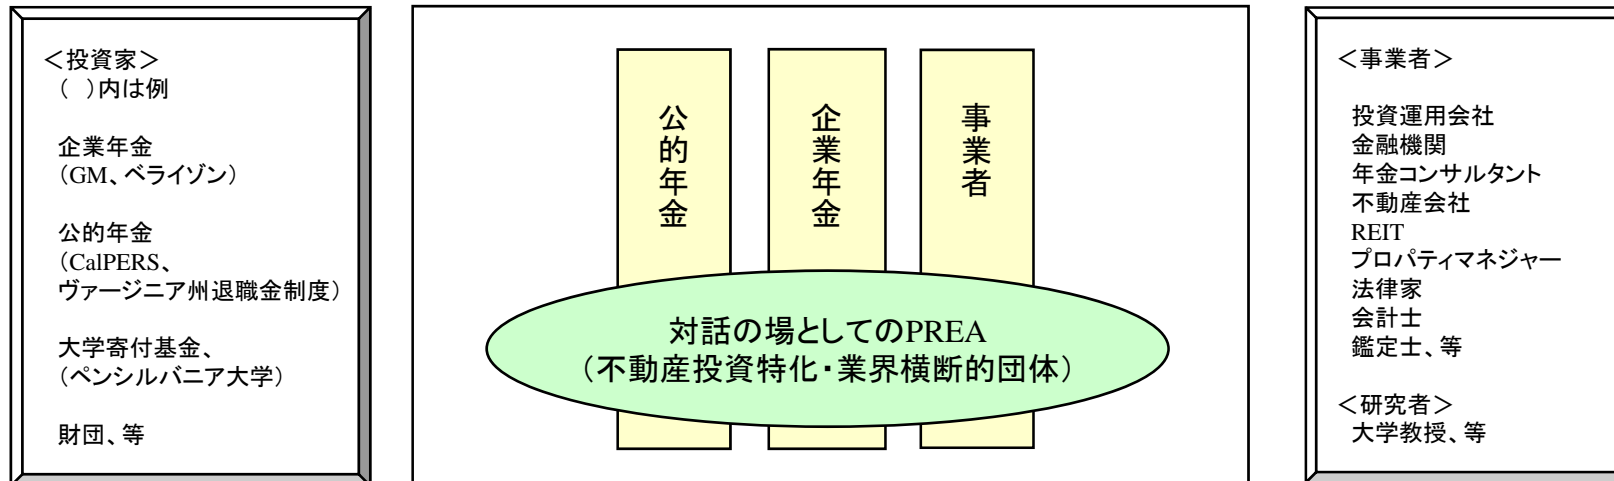 ＜投資家＞
（　）内は例
企業年金
（GM、ベライゾン）
公的年金
（CalPERS、
ヴァージニア州退職金制度）
大学寄付基金、
（ペンシルバニア大学）
財団、等
公的年金
企業年金
事業者
対話の場としてのPREA
（不動産投資特化・業界横断的団体）
＜事業者＞
投資運用会社
金融機関
年金コンサルタント
不動産会社
REIT
プロパティマネジャー
法律家
会計士
鑑定士、等
＜研究者＞
大学教授、等